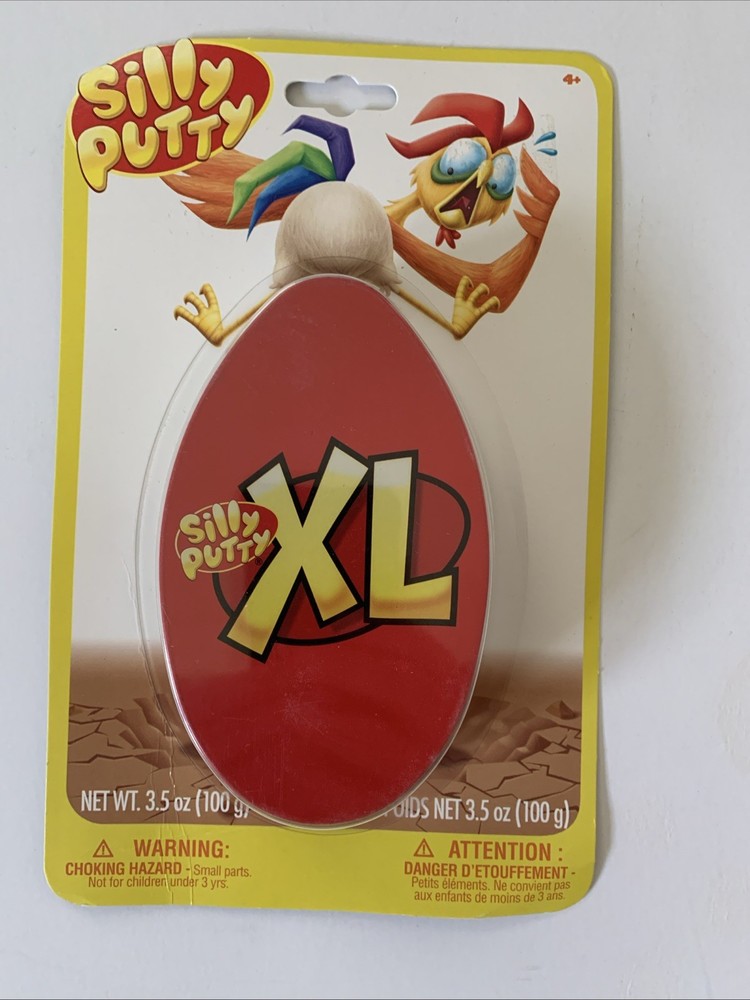 Silly
PUTTY
4+
Silly
PUTTY
XL
NET WT. 3.5 oz (100 g)
NET 3.5 oz (100 g)
WARNING:
CHOKING HAZARD - Small parts.
Not for children under 3 yrs.
ATTENTION :
DANGER D'ETOUFFEMENT -
Petits éléments. Ne convient pas
aux enfants de moins de 3 ans.